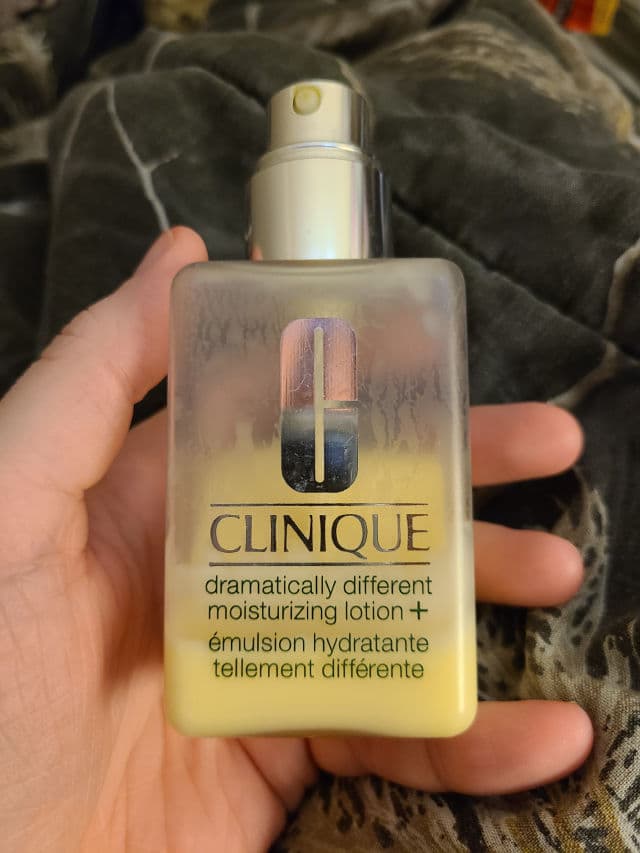 CLINIQUE
dramatically different
moisturizing lotion +
émulsion hydratante
tellement différente